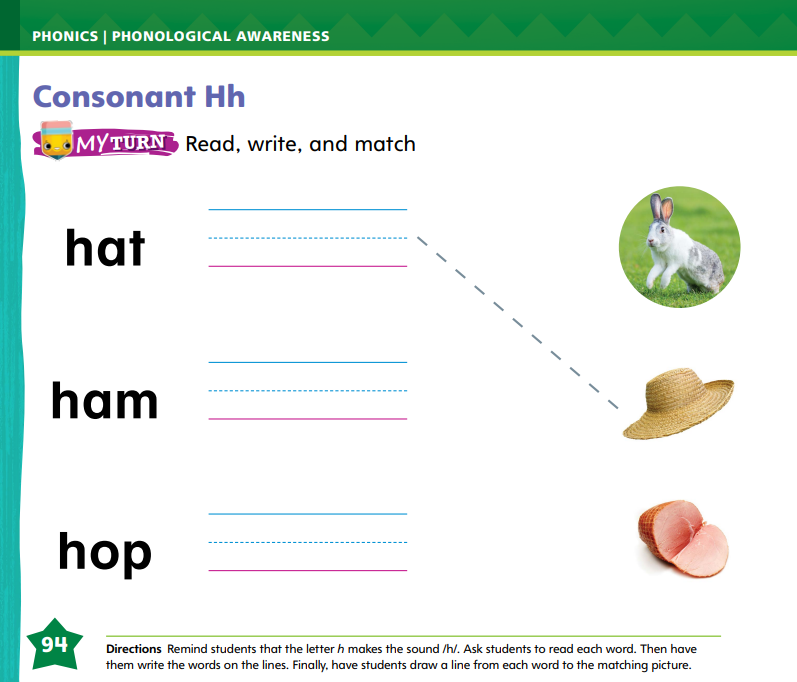 PHONICS | PHONOLOGICAL AWARENESS
Consonant Hh
MY TURN Read, write, and match
hat
ham
hop
94
Directions Remind students that the letter h makes the sound /h/. Ask students to read each word. Then have
them write the words on the lines. Finally, have students draw a line from each word to the matching picture.